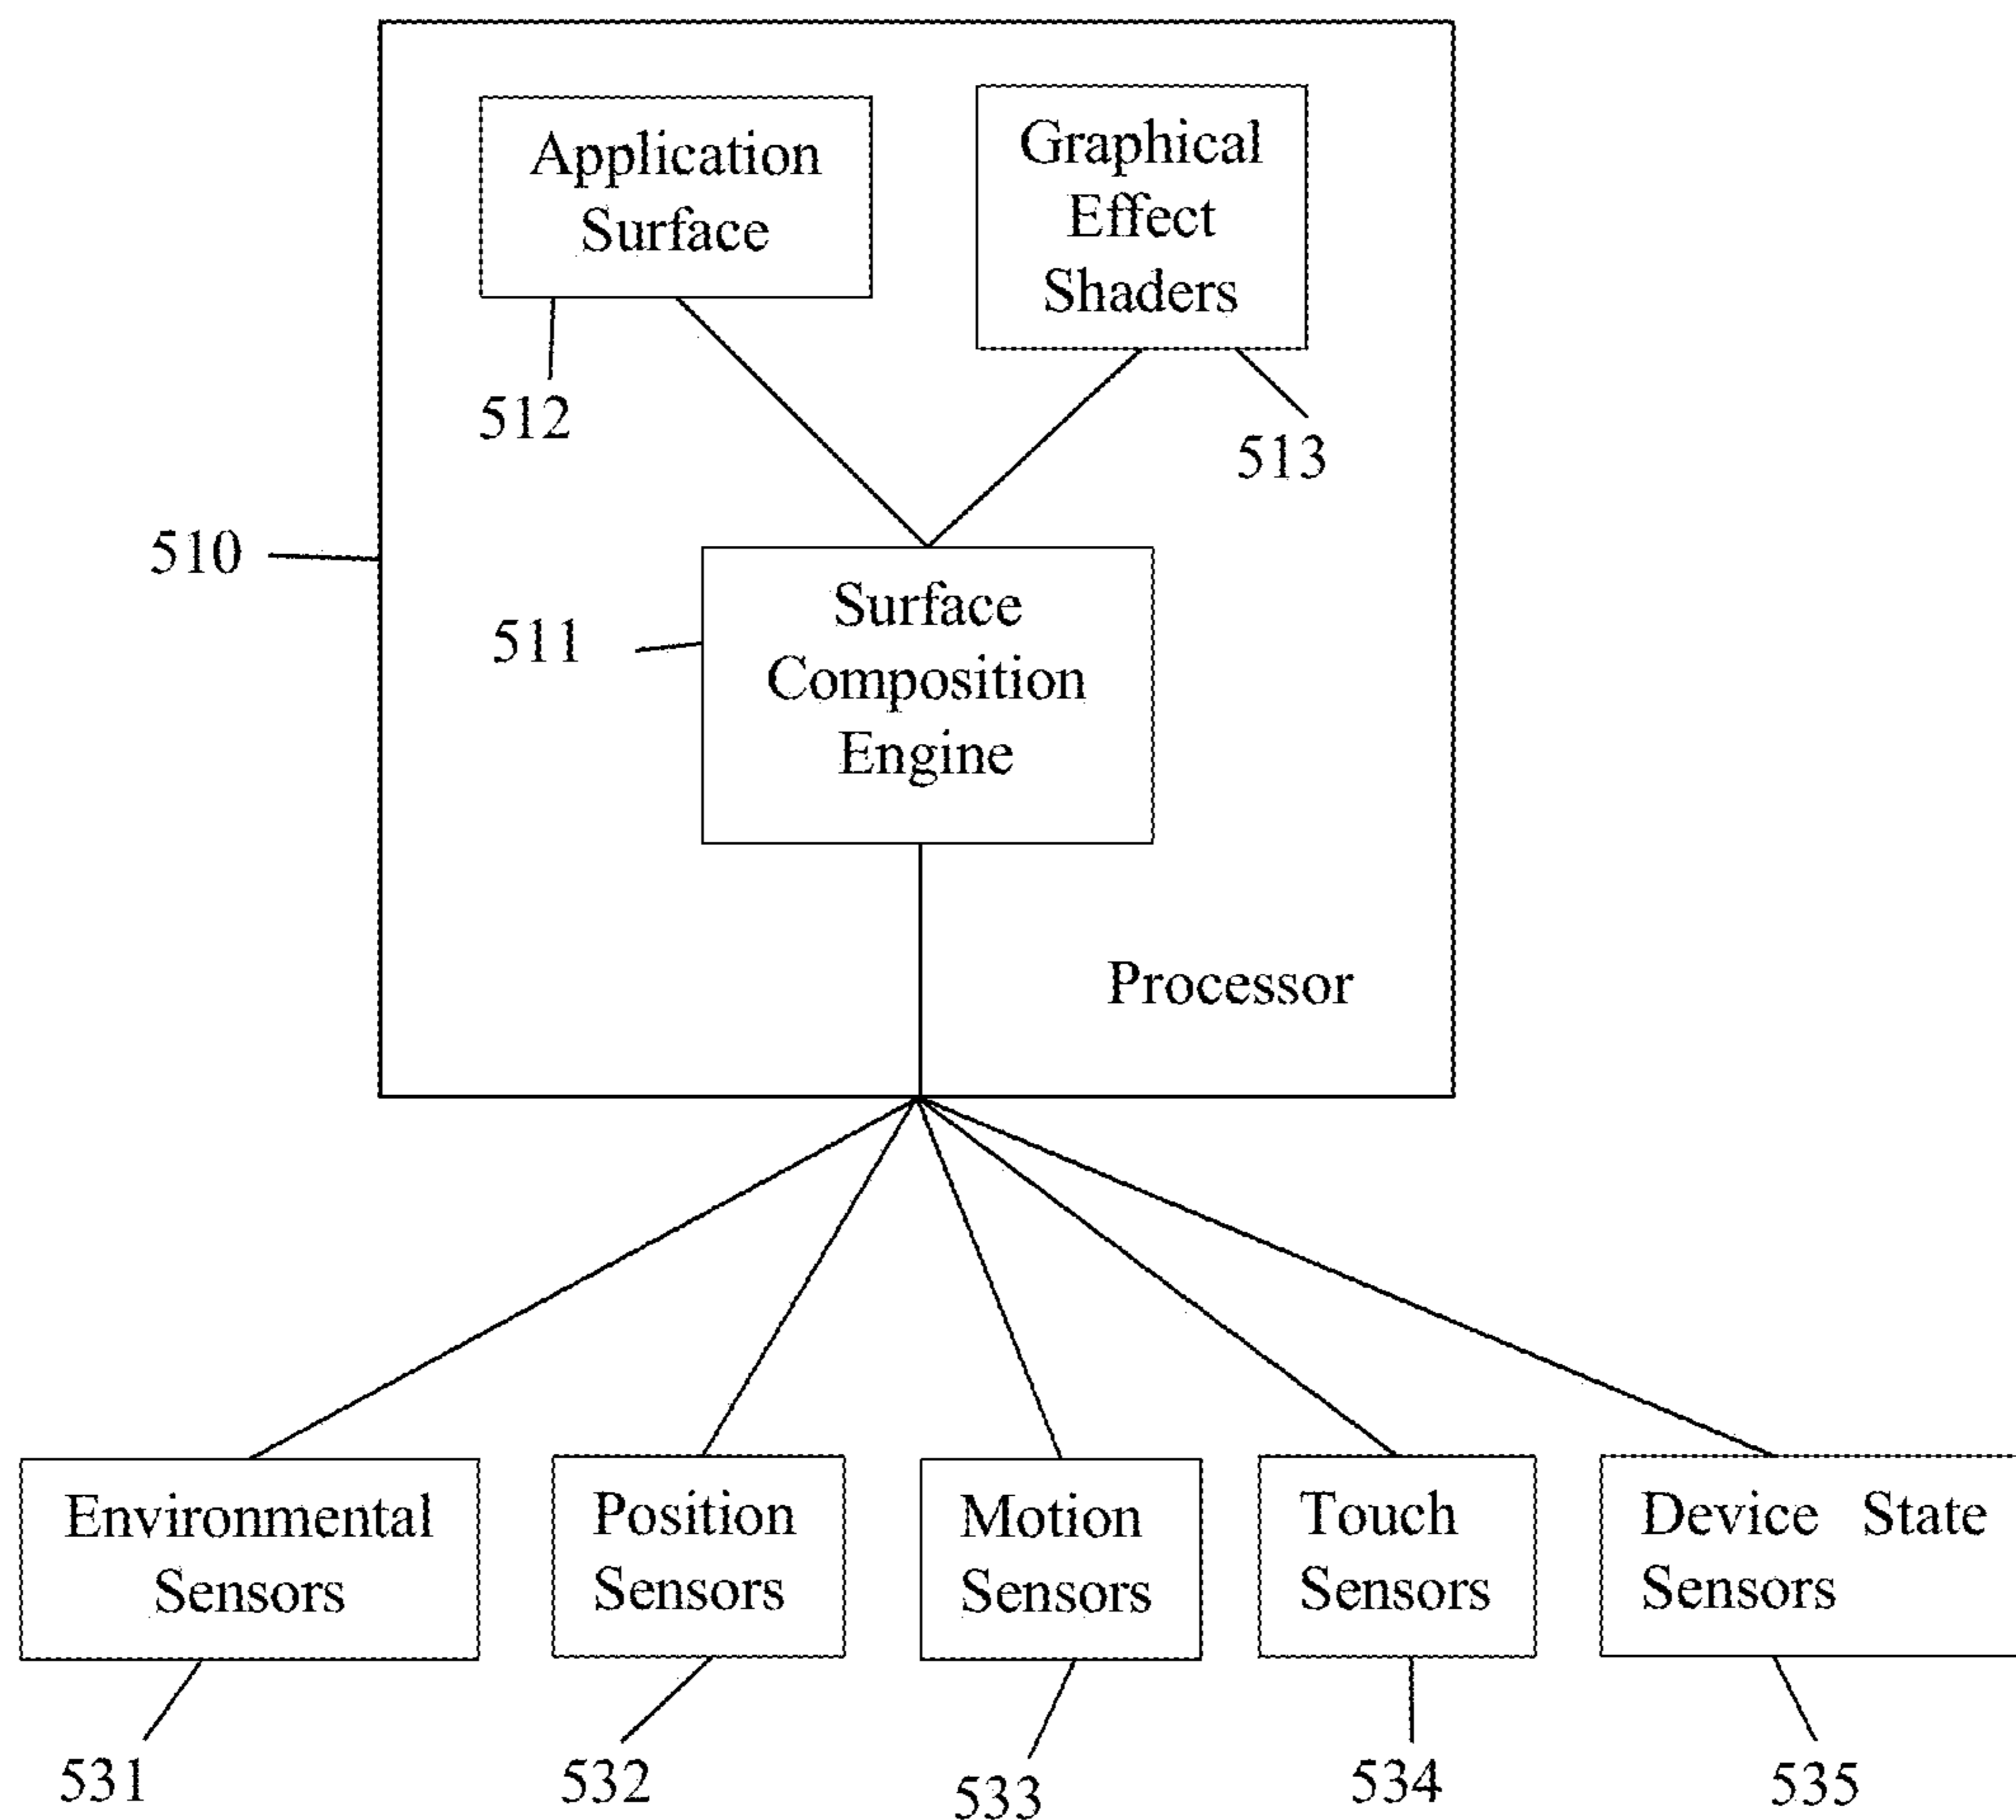 Application
Surface
Graphical
Effect
Shaders
512
513
510
511
Surface
Composition
Engine
Processor
Environmental
Sensors
Position
Sensors
Motion
Sensors
Touch
Sensors
Device State
Sensors
531
532
533
534
535